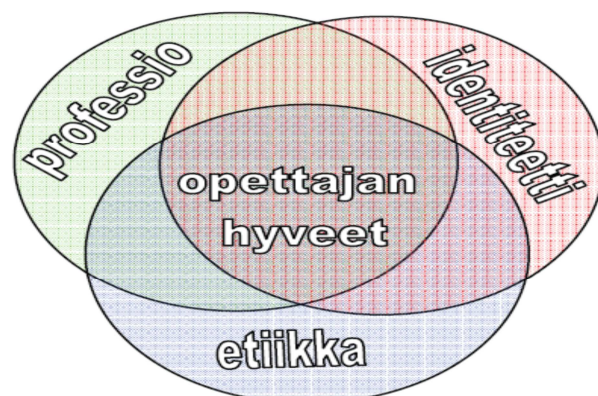 professio
identiteetti
opettajan
hyveet
etiikka